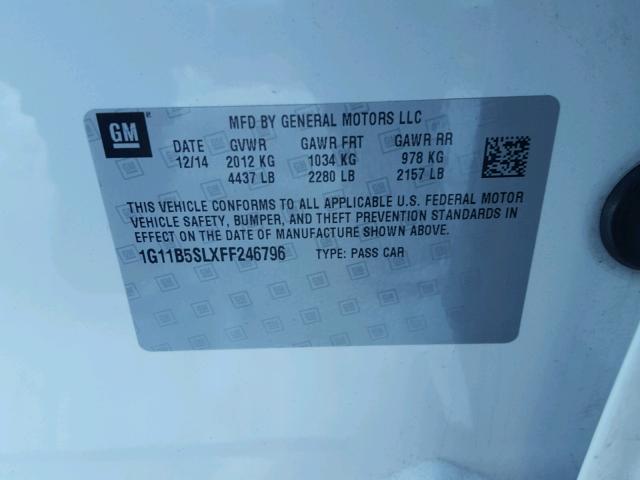 GM
MFD BY GENERAL MOTORS LLC
DATE GVWR GAWR FRT GAWR RR
12/14 2012 KG 1034 KG 978 KG
4437 LB 2280 LB 2157 LB
THIS VEHICLE CONFORMS TO ALL APPLICABLE U.S. FEDERAL MOTOR
VEHICLE SAFETY, BUMPER, AND THEFT PREVENTION STANDARDS IN
EFFECT ON THE DATE OF MANUFACTURE SHOWN ABOVE.
1G11B5SLXFF246796 TYPE: PASS CAR